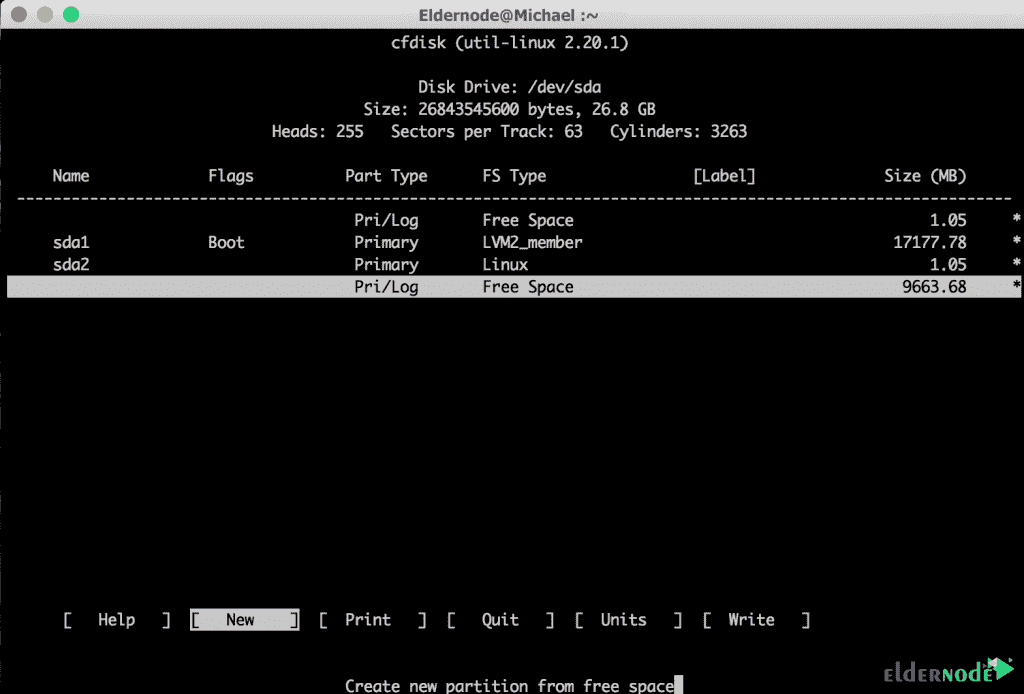 Eldernode@Michael :~
cfdisk (util-linux 2.20.1)
Disk Drive: /dev/sda
Size: 26843545600 bytes, 26.8 GB
Heads: 255   Sectors per Track: 63   Cylinders: 3263
Name   Flags   Part Type   FS Type   [Label]   Size (MB)
Pri/Log   Free Space   1.05   *
sda1   Boot   Primary   LVM2_member   17177.78   *
sda2   Primary   Linux   1.05   *
Pri/Log   Free Space   9663.68   *
[ Help ] [ New ] [ Print ] [ Quit ] [ Units ] [ Write ]
Create new partition from free space
eldernode